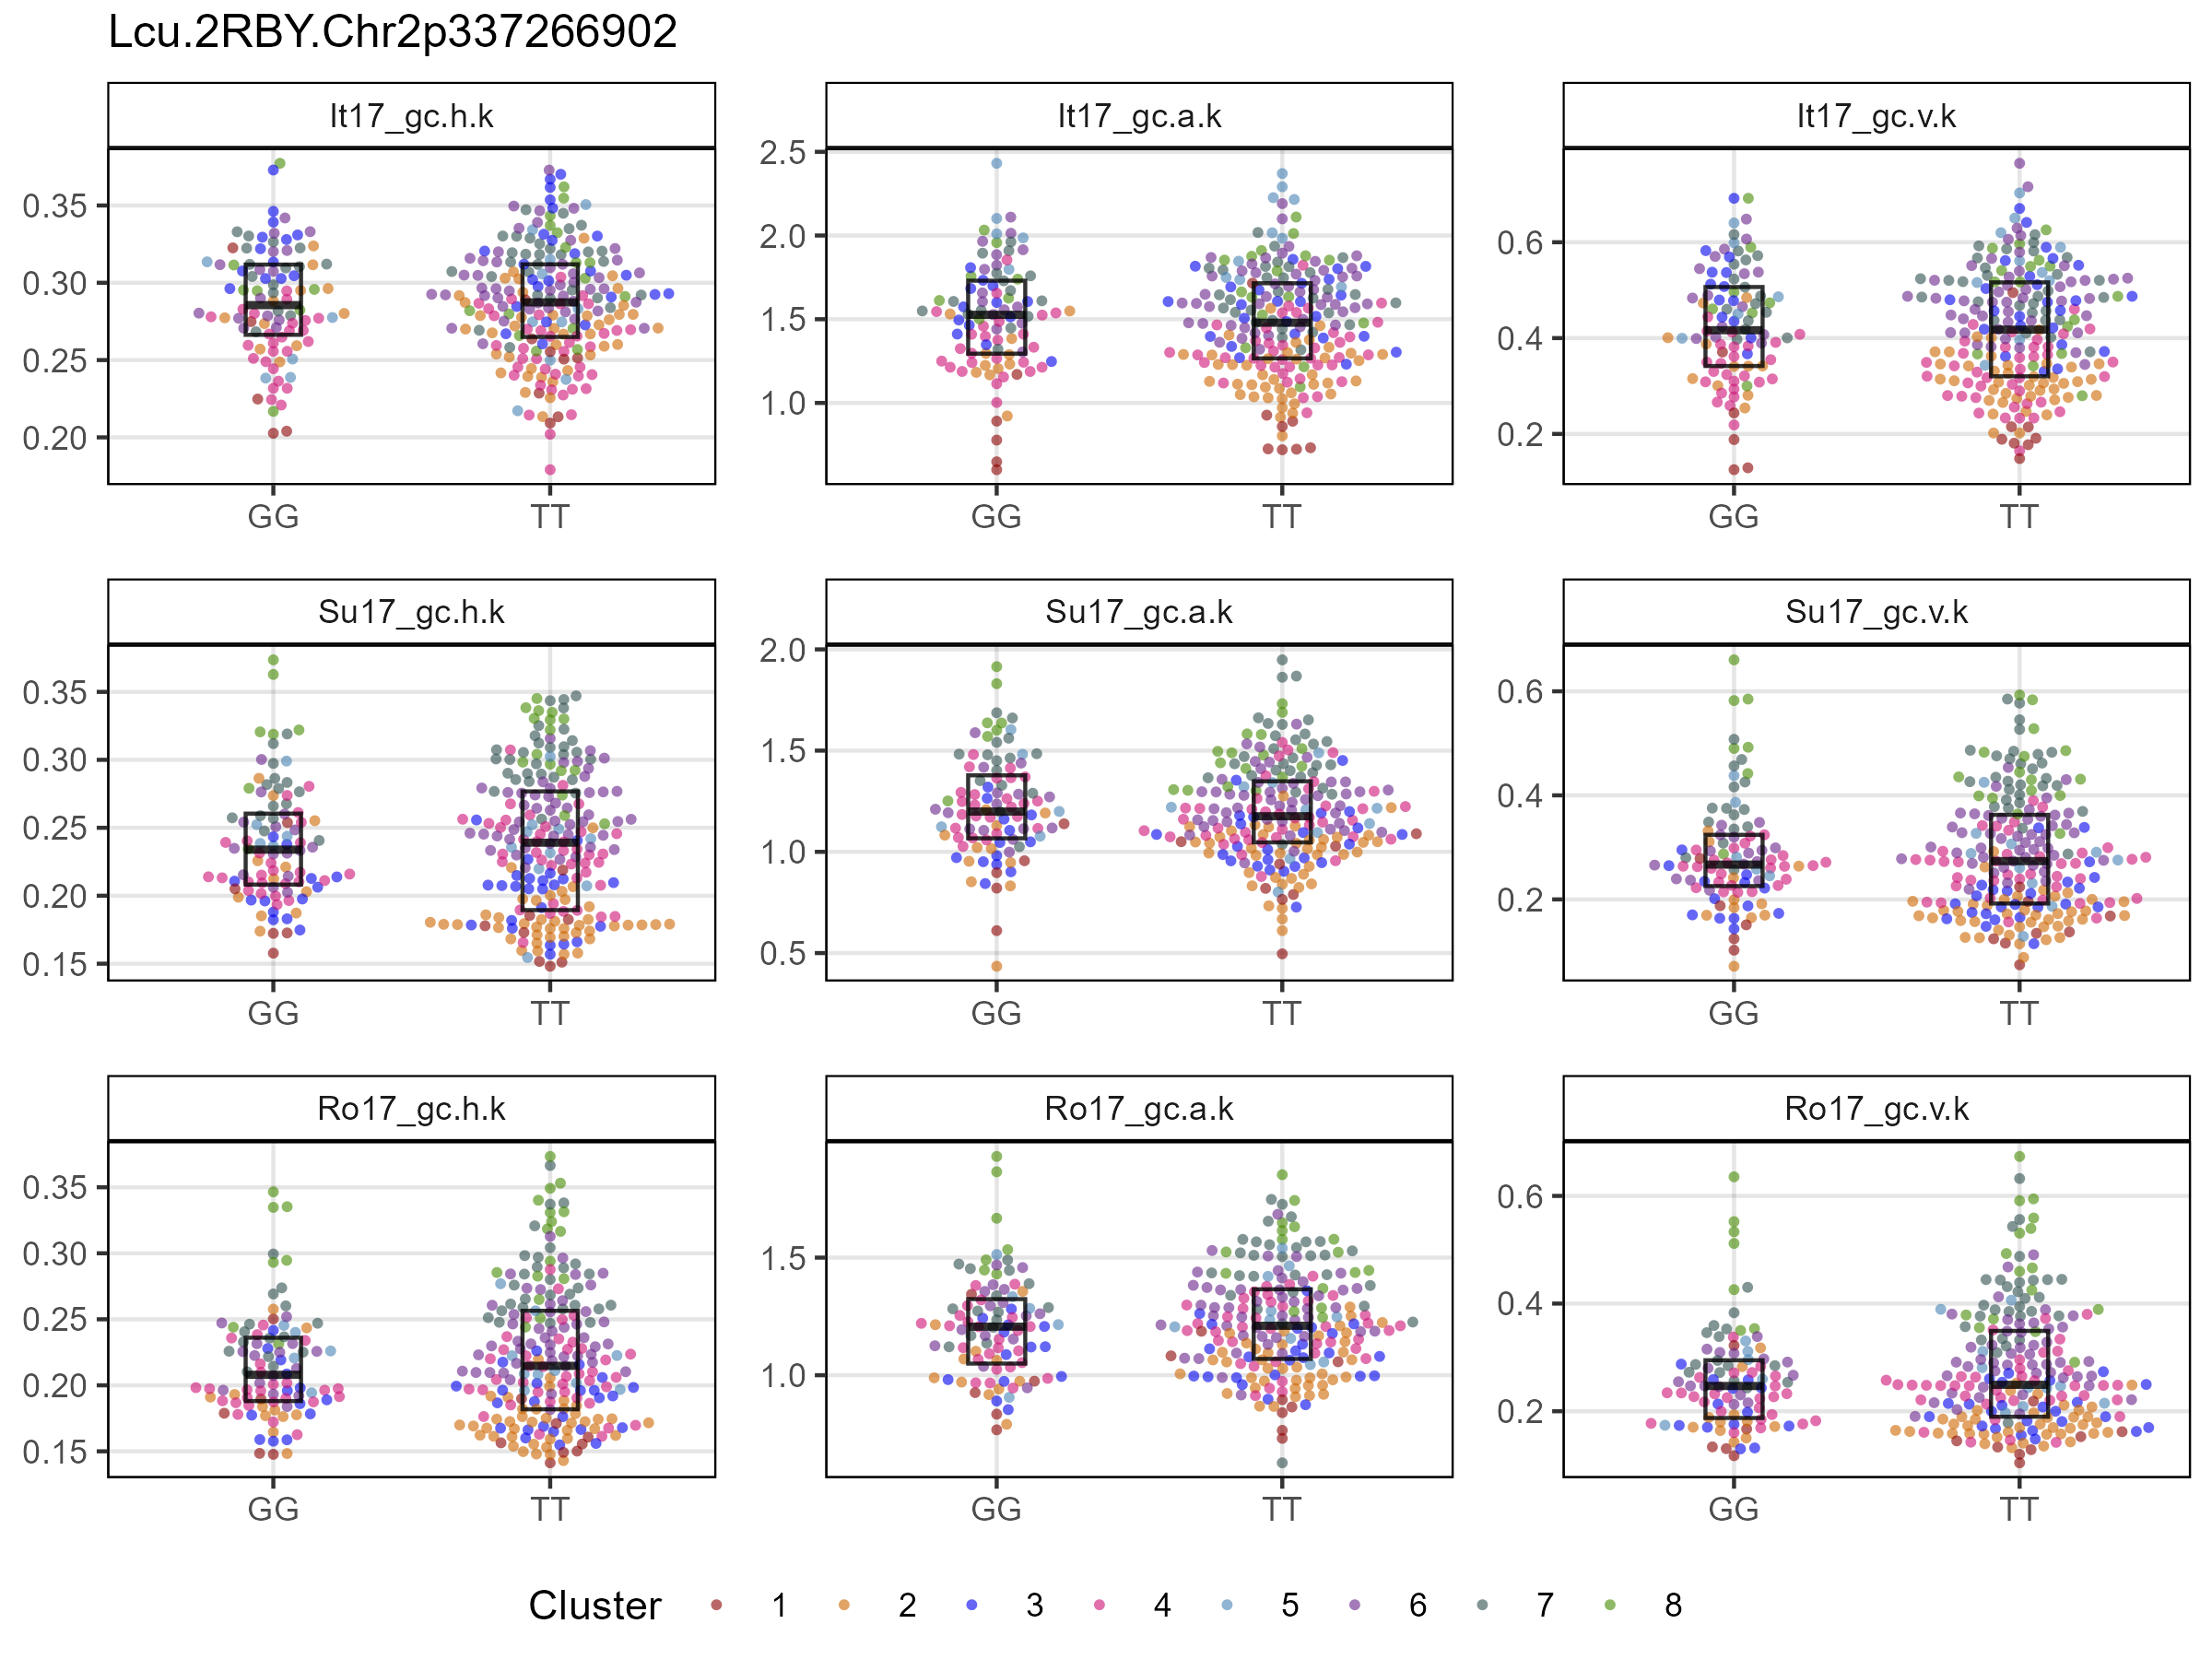 Lcu.2RBY.Chr2p337266902
It17_gc.h.k
It17_gc.a.k
It17_gc.v.k
0.35
0.30
0.25
0.20
GG
TT
2.5
2.0
1.5
1.0
GG
TT
0.6
0.4
0.2
GG
TT
Su17_gc.h.k
Su17_gc.a.k
Su17_gc.v.k
0.35
0.30
0.25
0.20
0.15
GG
TT
2.0
1.5
1.0
0.5
GG
TT
0.6
0.4
0.2
GG
TT
Ro17_gc.h.k
Ro17_gc.a.k
Ro17_gc.v.k
0.35
0.30
0.25
0.20
0.15
GG
TT
1.5
1.0
GG
TT
0.6
0.4
0.2
GG
TT
Cluster 1 2 3 4 5 6 7 8